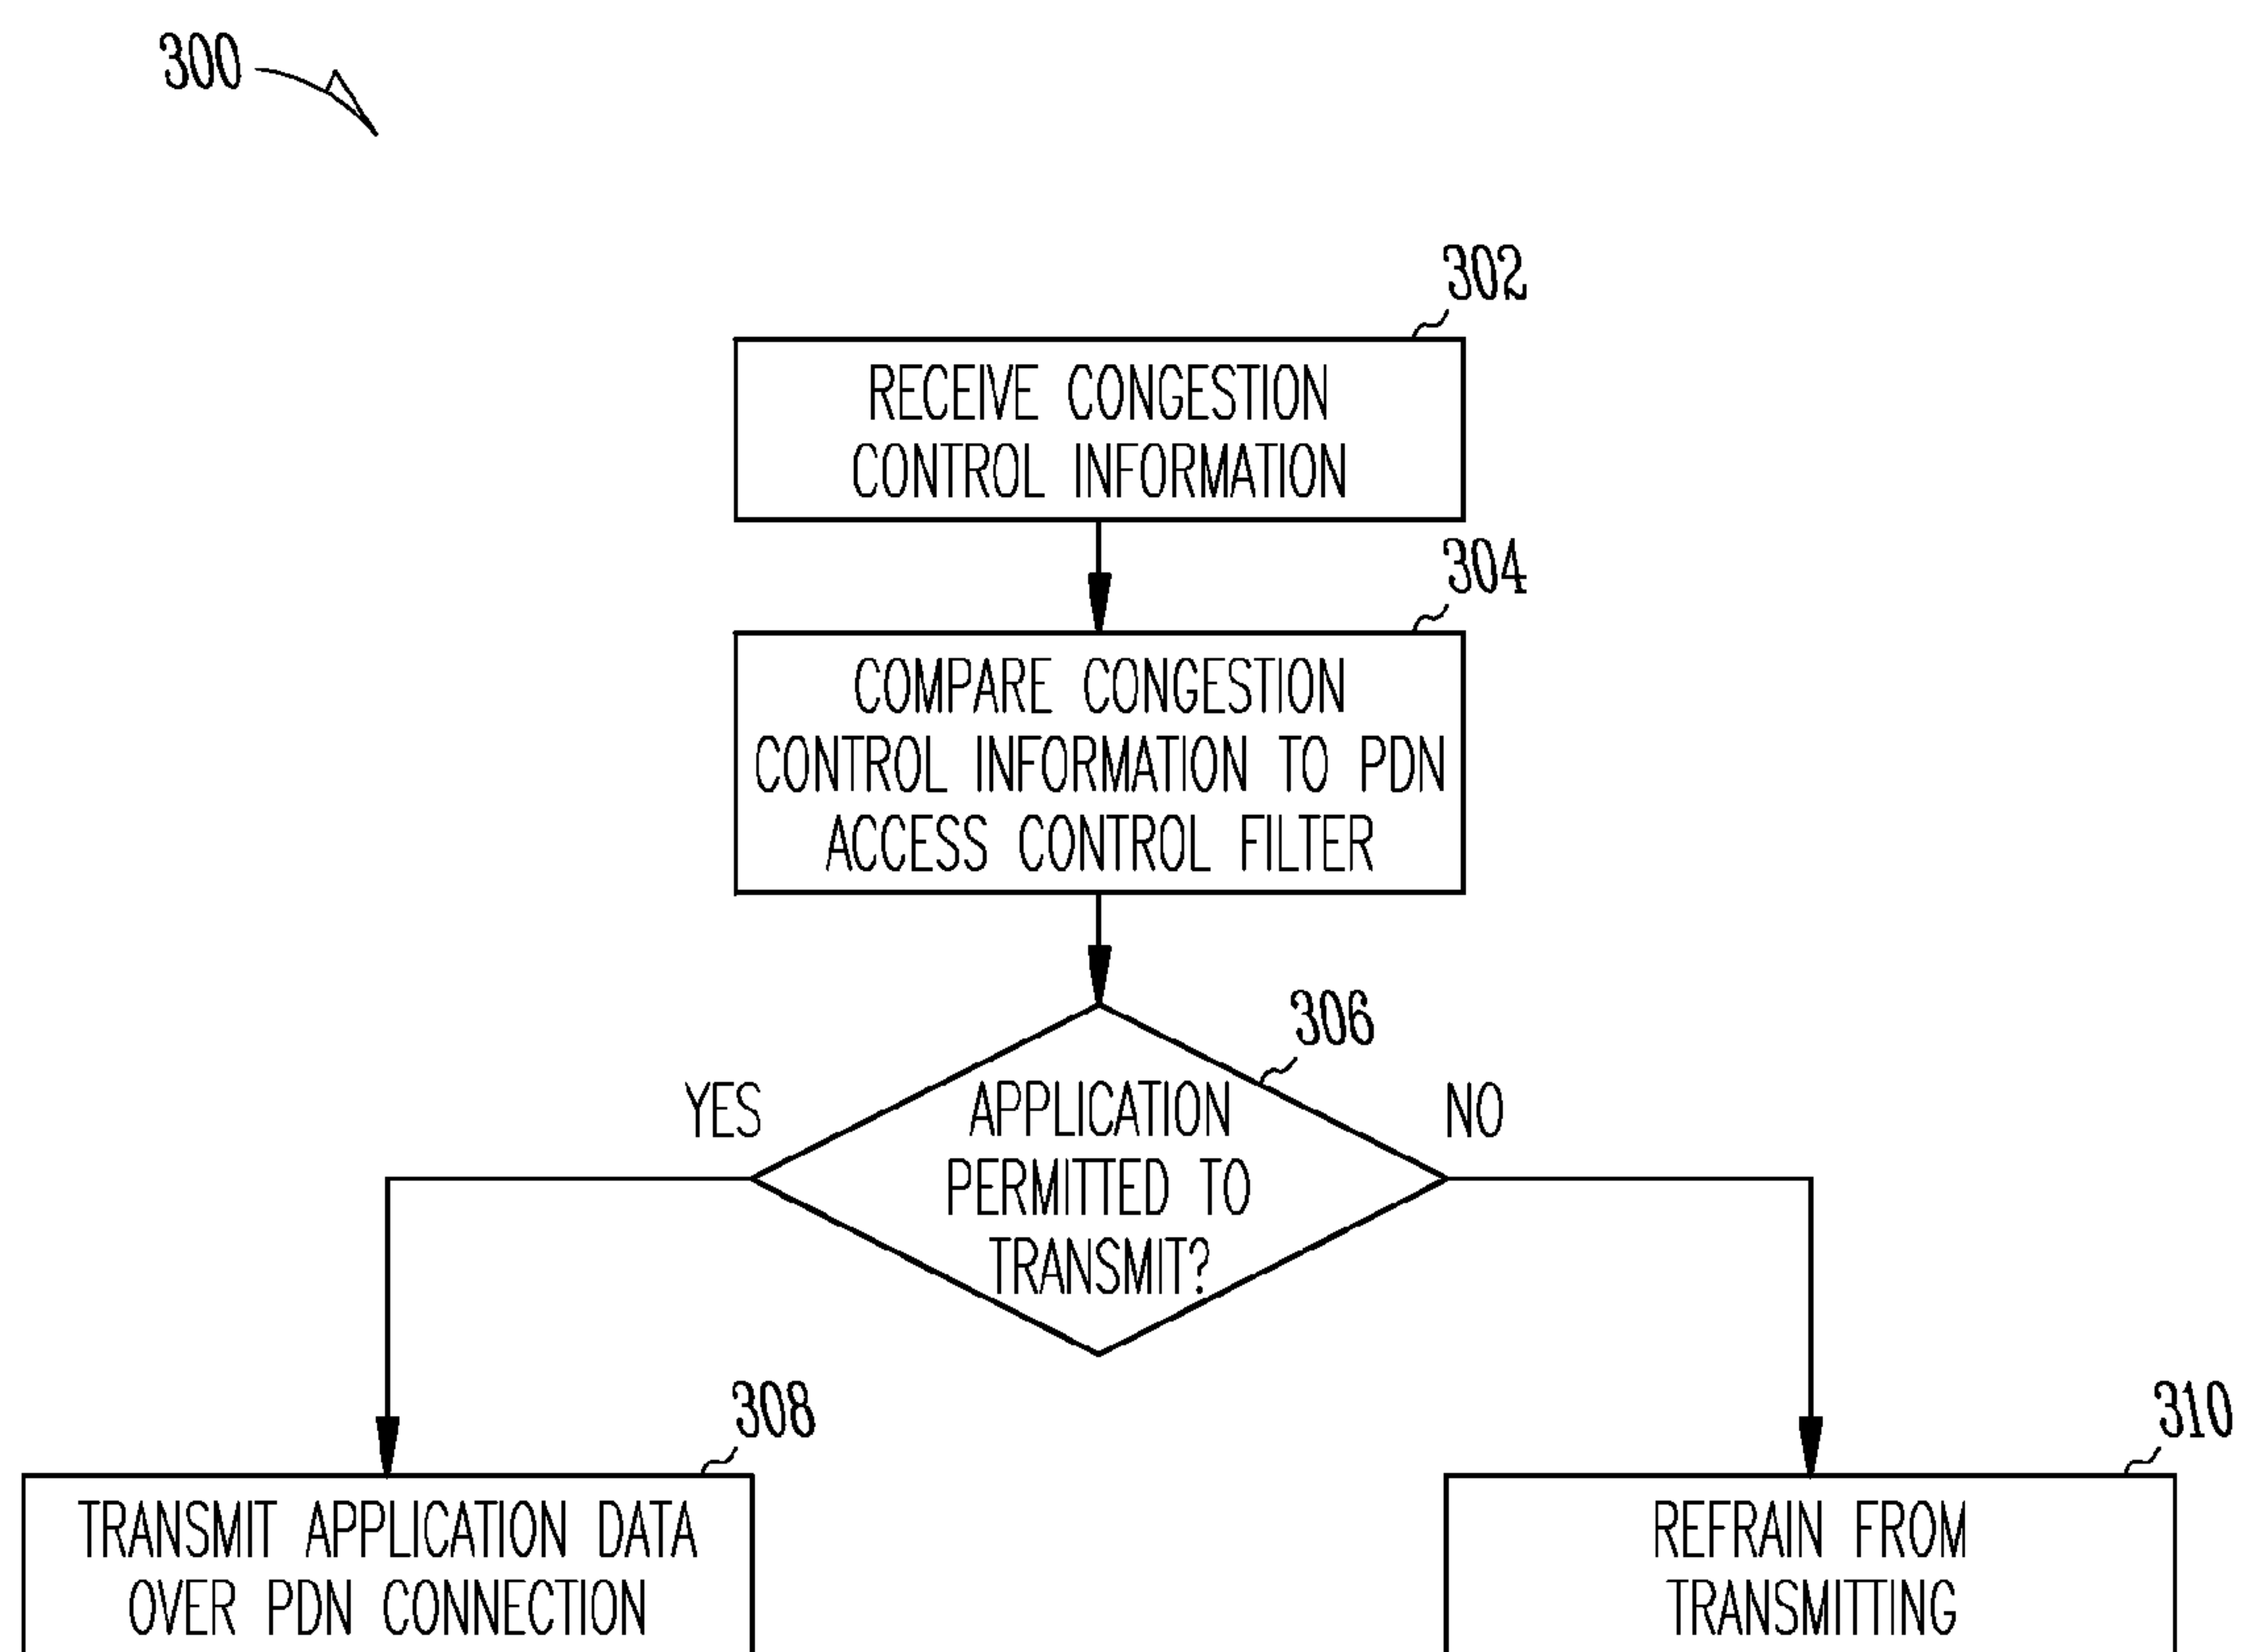 300
302
RECEIVE CONGESTION
CONTROL INFORMATION
304
COMPARE CONGESTION
CONTROL INFORMATION TO PDN
ACCESS CONTROL FILTER
306
YES
APPLICATION
PERMITTED TO
TRANSMIT?
NO
308
TRANSMIT APPLICATION DATA
OVER PDN CONNECTION
310
REFRAIN FROM
TRANSMITTING